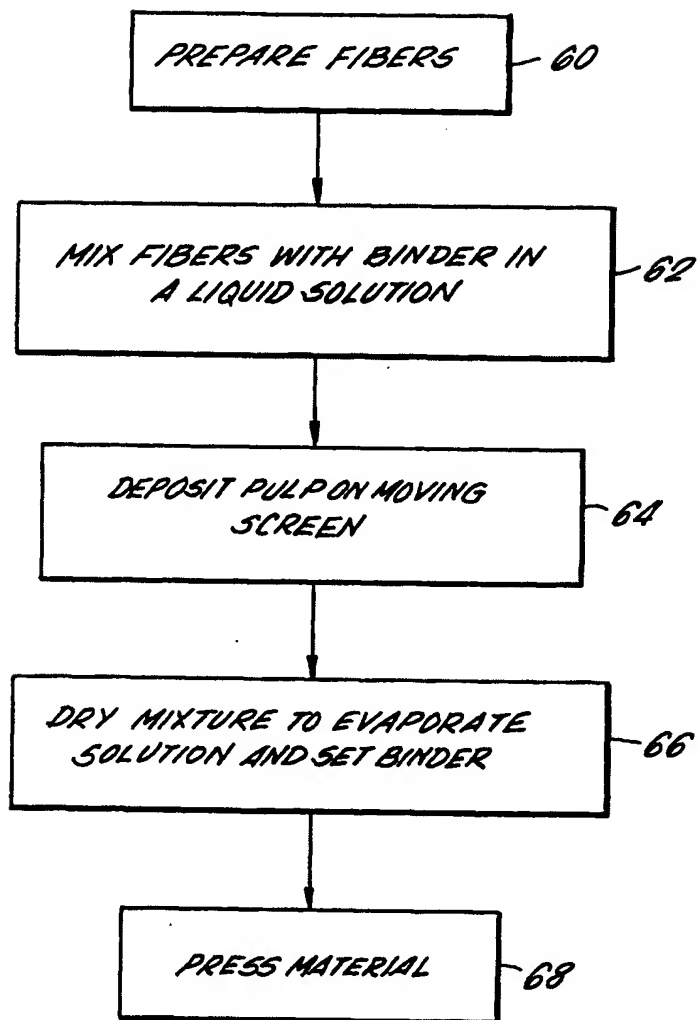 PREPARE FIBERS
60
MIX FIBERS WITH BINDER IN
A LIQUID SOLUTION
62
DEPOSIT PULP ON MOVING
SCREEN
64
DRY MIXTURE TO EVAPORATE
SOLUTION AND SET BINDER
66
PRESS MATERIAL
68